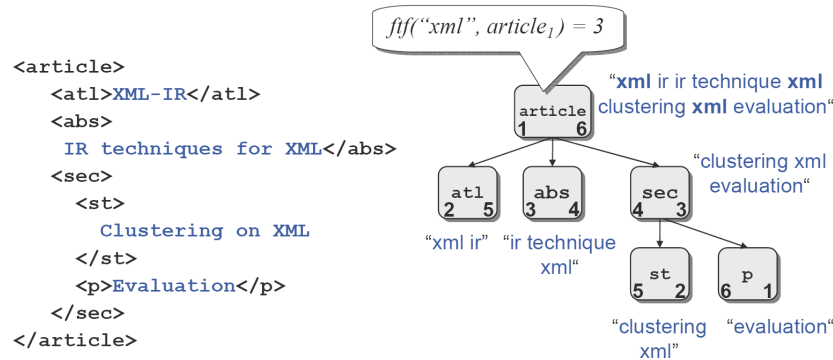 ftf(“xml”, article1) = 3
<article>
<atl>XML-IR</atl>
<abs>
IR techniques for XML</abs>
<sec>
<st>
Clustering on XML
</st>
<p>Evaluation</p>
</sec>
</article>
“xml ir ir technique xml
clustering xml evaluation“
article
1 6
“clustering xml
evaluation“
atl
2 5
abs
3 4
sec
4 3
“xml ir”
“ir technique
xml“
st
5 2
p
6 1
“clustering
xml”
“evaluation“